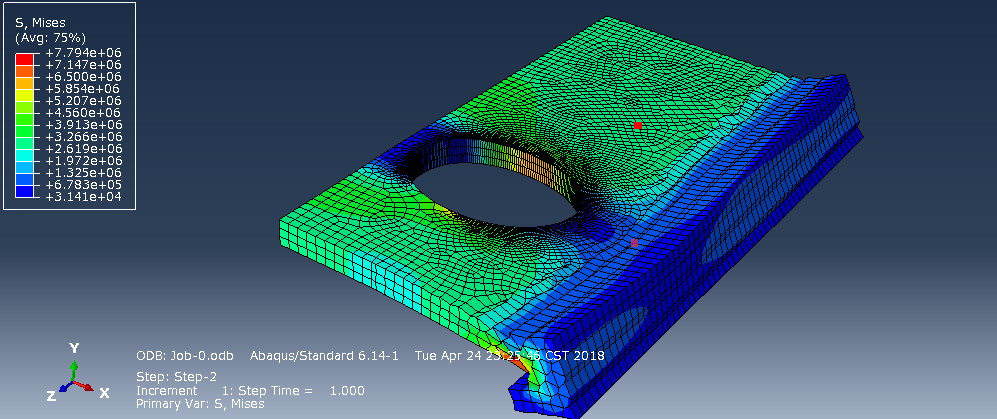 S, Mises
(Avg: 75%)
+7.794e+06
+7.147e+06
+6.500e+06
+5.854e+06
+5.207e+06
+4.560e+06
+3.913e+06
+3.266e+06
+2.619e+06
+1.972e+06
+1.325e+06
+6.783e+05
+3.141e+04
Y
Z
X
ODB: Job-0.odb Abaqus/Standard 6.14-1 Tue Apr 24 23:25:46 CST 2018
Step: Step-2
Increment 1: Step Time = 1.000
Primary Var: S, Mises